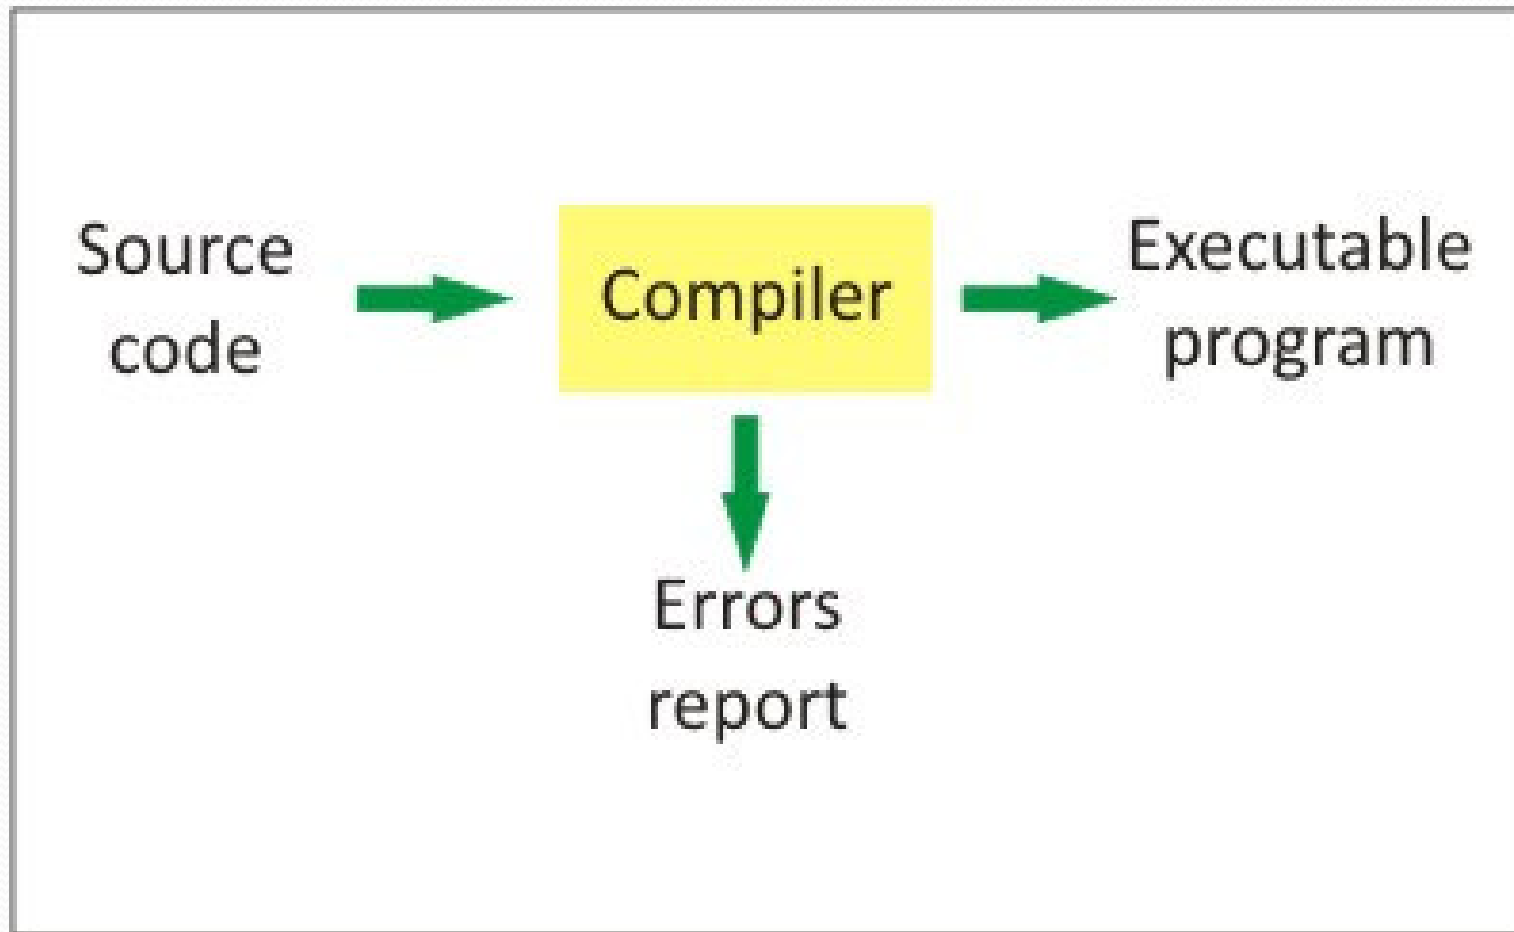 Source
code
Compiler
Executable
program
Errors
report